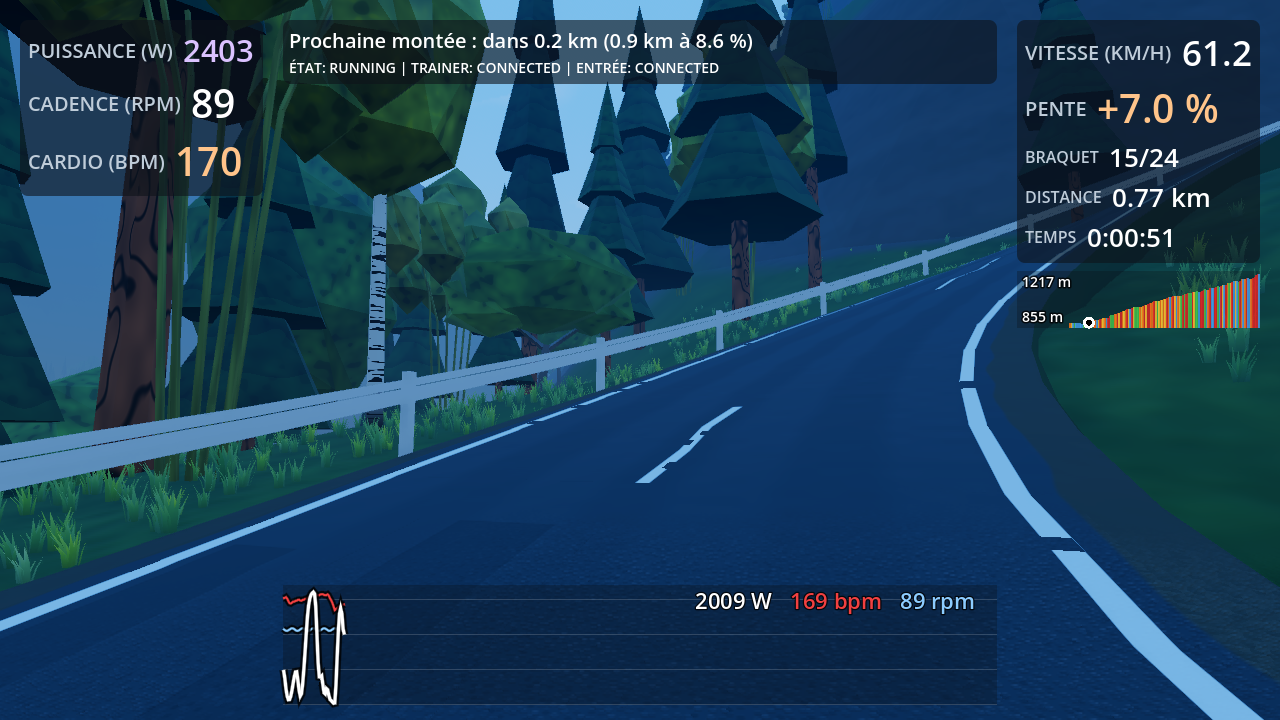 PUISSANCE (W) 2403
CADENCE (RPM) 89
CARDIO (BPM) 170
Prochaine montée : dans 0.2 km (0.9 km à 8.6 %)
ÉTAT: RUNNING | TRAINER: CONNECTED | ENTRÉE: CONNECTED
VITESSE (KM/H) 61.2
PENTE +7.0 %
BRAQUET 15/24
DISTANCE 0.77 km
TEMPS 0:00:51
1217 m
855 m
2009 W 169 bpm 89 rpm